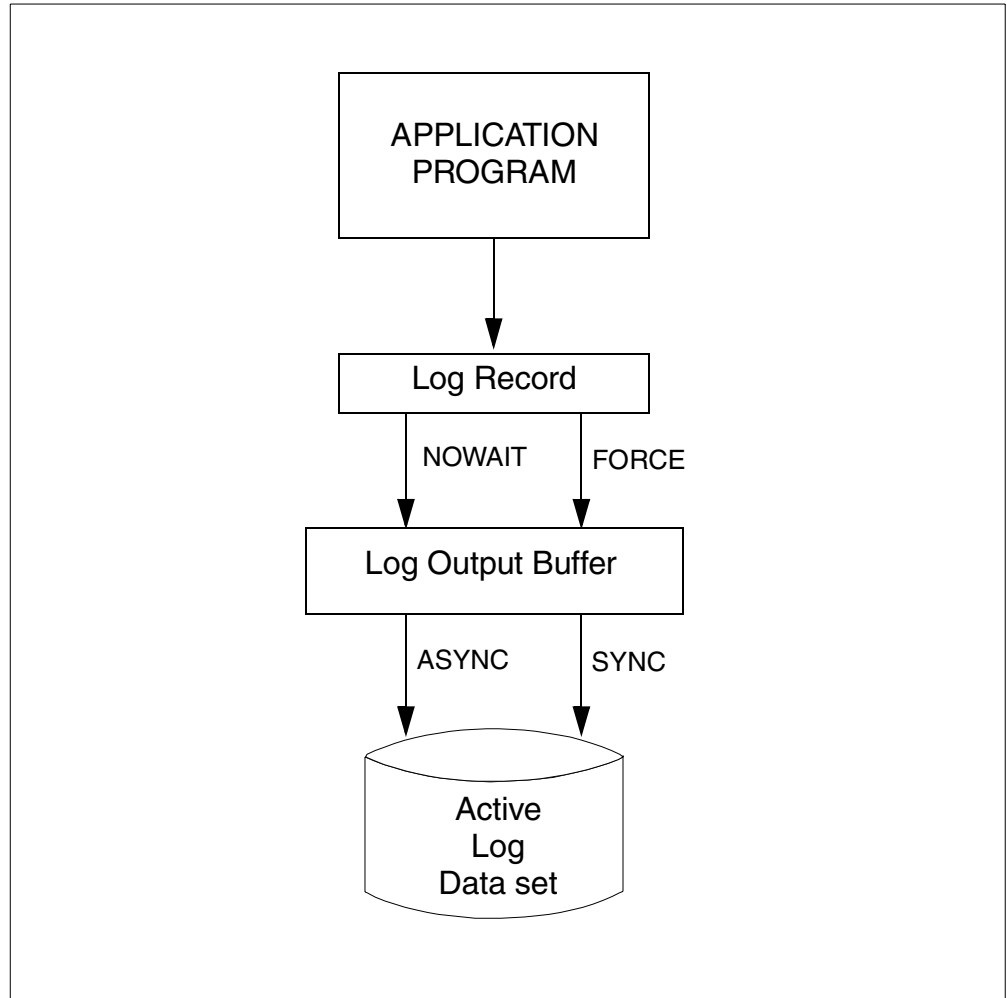 APPLICATION
PROGRAM
Log Record
NOWAIT
FORCE
Log Output Buffer
ASYNC
SYNC
Active
Log
Data set